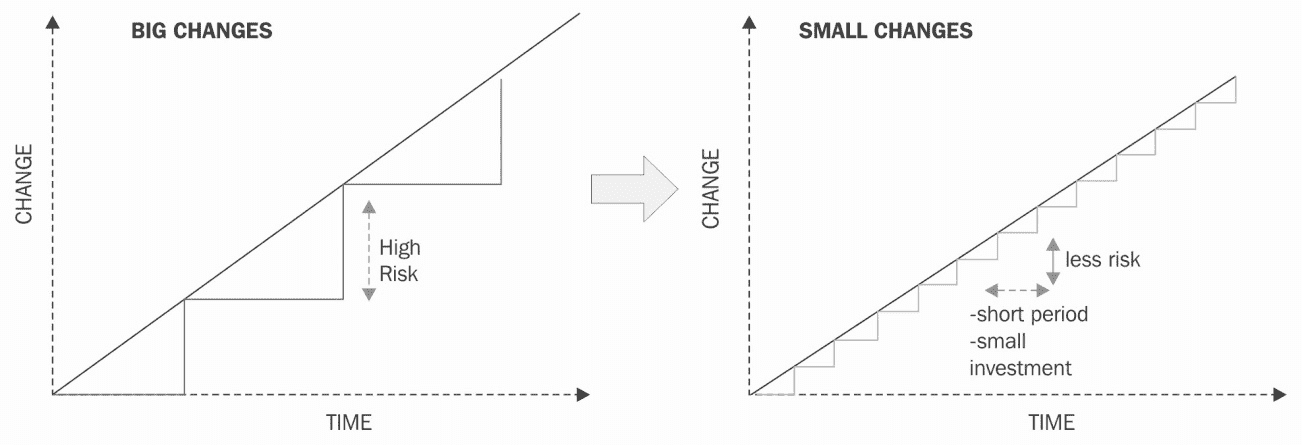 BIG CHANGES
CHANGE
High
Risk
TIME
SMALL CHANGES
CHANGE
less risk
-short period
-small
investment
TIME